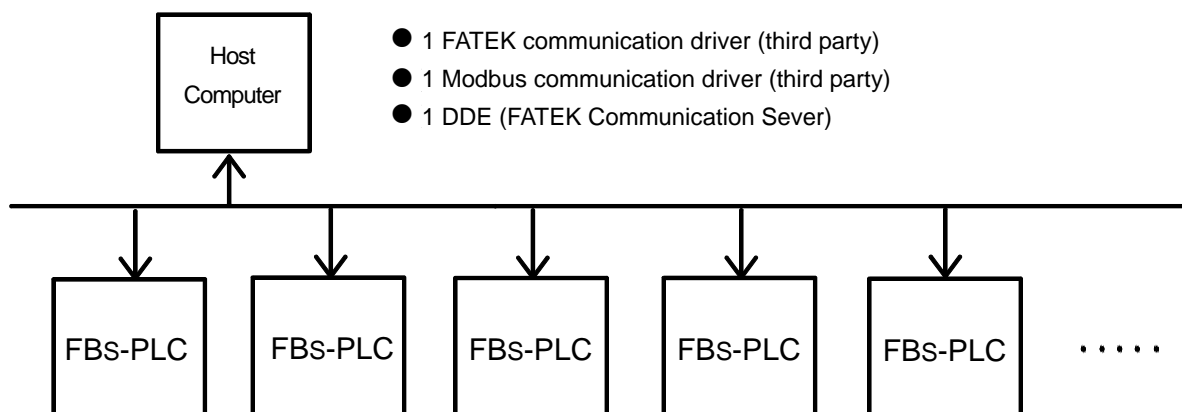 Host
Computer
● 1 FATEK communication driver (third party)
● 1 Modbus communication driver (third party)
● 1 DDE (FATEK Communication Sever)
FBs-PLC
FBs-PLC
FBs-PLC
FBs-PLC
FBs-PLC
·····